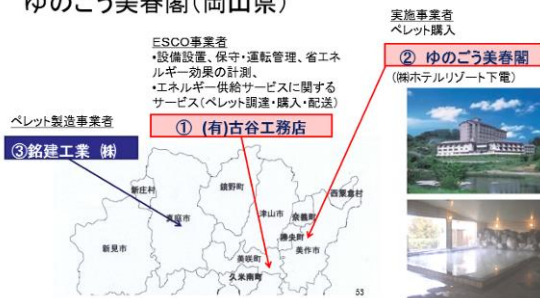 ゆのごう美春閣（岡山県）
実施事業者
ペレット購入
② ゆのごう美春閣
(㈱ホテルリゾート下電)
ESCO事業者
•設備設置、保守・運転管理、省エネ
ルギー効果の計測、
•エネルギー供給サービスに関する
サービス(ペレット調達・購入・配送)
① (有)古谷工務店
ペレット製造事業者
③銘建工業 ㈱
新庄村
鏡野町
西粟倉村
真庭市
津山市
奈義町
勝央町
新見市
美作市
美咲町
久米南町
53